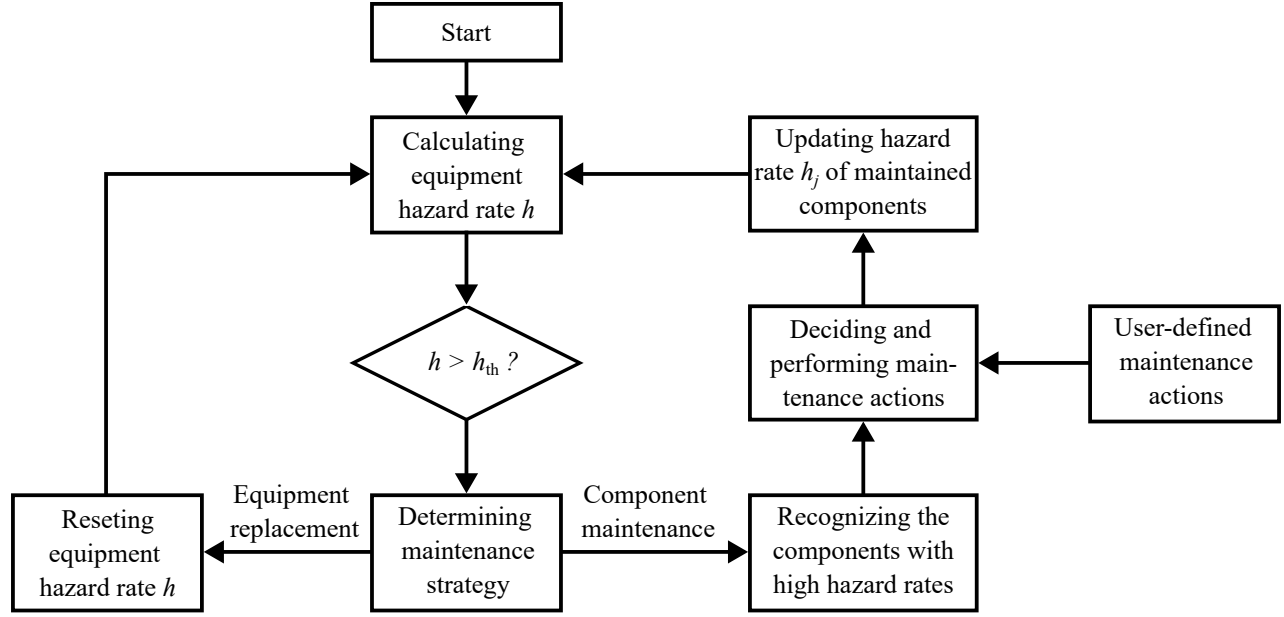 Start
Calculating
equipment
hazard rate h
Updating hazard
rate hj of maintained
components
h > hth ?
Deciding and
performing main-
tenance actions
User-defined
maintenance
actions
Reseting
equipment
hazard rate h
Equipment
replacement
Determining
maintenance
strategy
Component
maintenance
Recognizing the
components with
high hazard rates